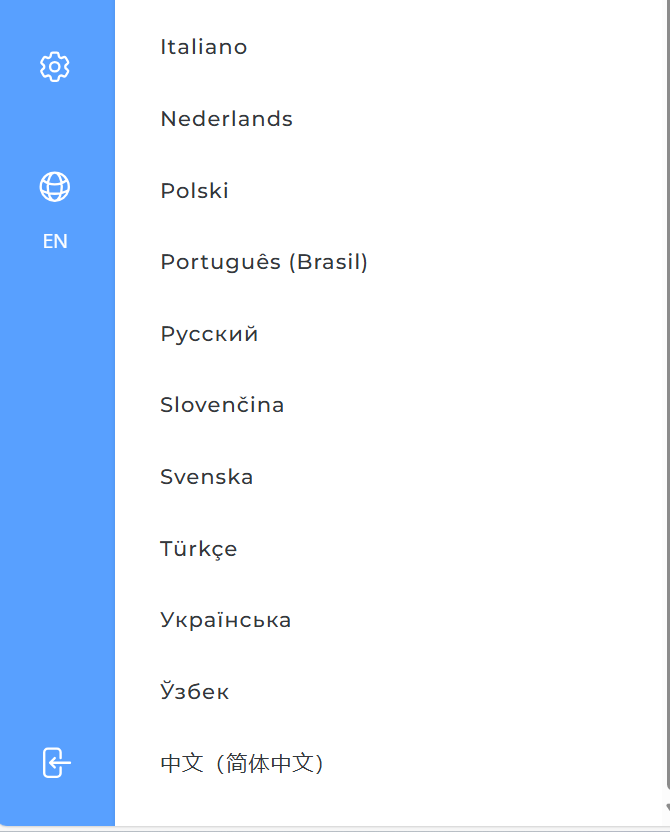 Italiano
Nederlands
Polski
EN
Português (Brasil)
Русский
Slovenčina
Svenska
Türkçe
Українська
Ўзбек
中文（简体中文）